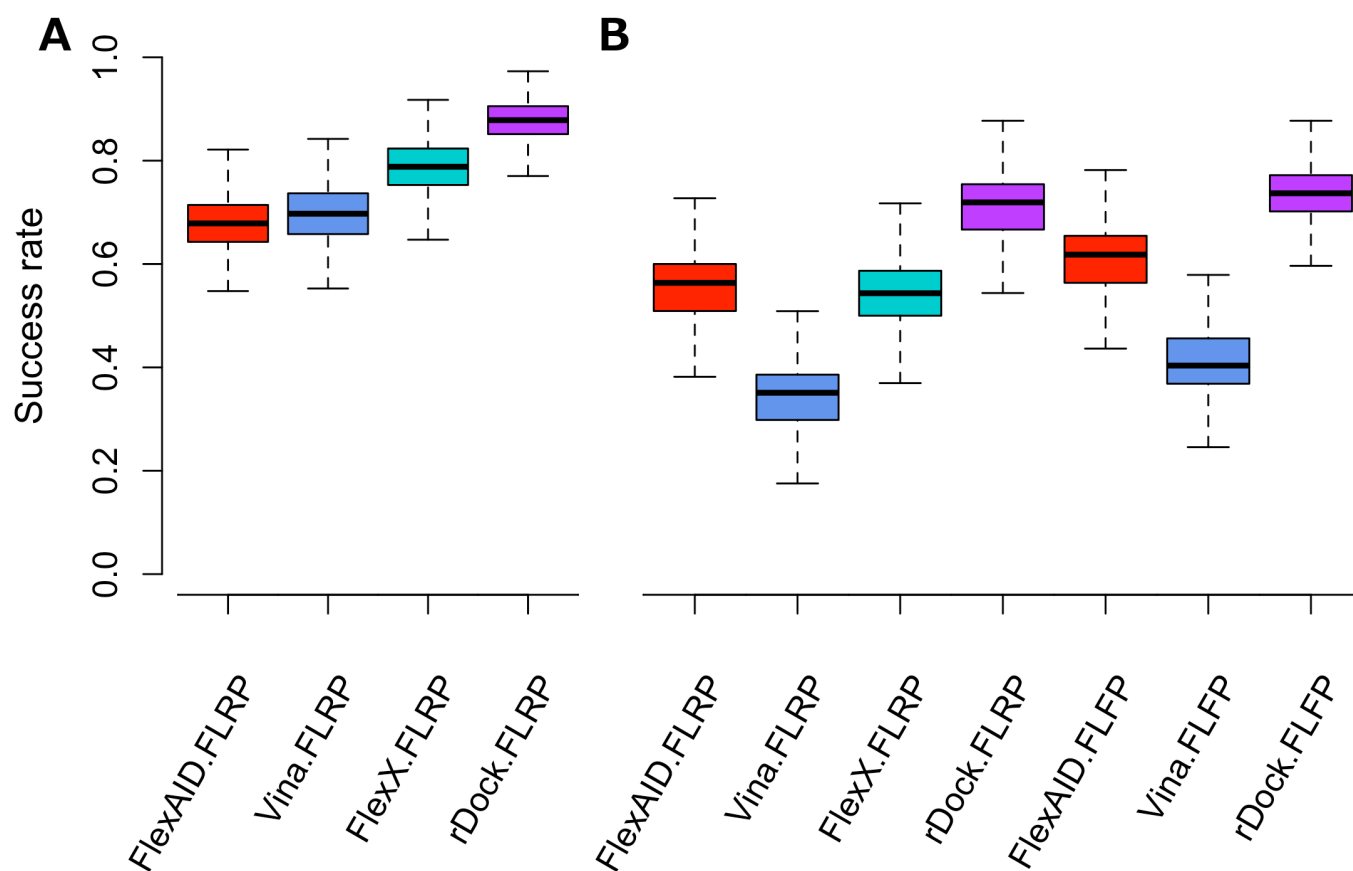 A
B
Success rate
1.0
0.8
0.6
0.4
0.2
0.0
FlexAID.FLRP
Vina.FLRP
FlexX.FLRP
rDock.FLRP
FlexAID.FLRP
Vina.FLRP
FlexX.FLRP
rDock.FLRP
FlexAID.FLFP
Vina.FLFP
rDock.FLFP